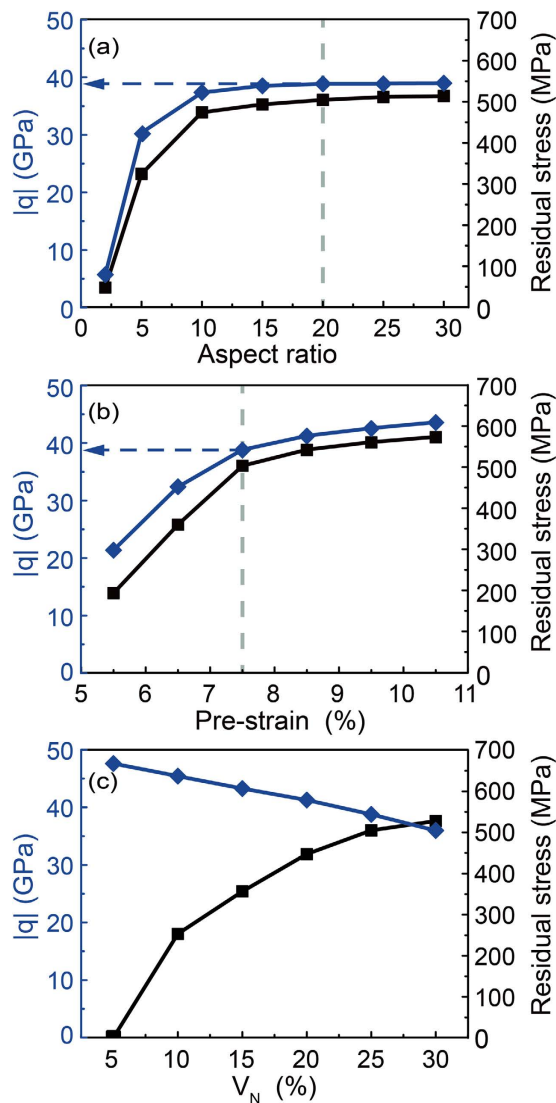 (a)
50
40
30
20
10
0
|q| (GPa)
700
600
500
400
300
200
100
0
Residual stress (MPa)
0 5 10 15 20 25 30
Aspect ratio
(b)
50
40
30
20
10
0
|q| (GPa)
700
600
500
400
300
200
100
0
Residual stress (MPa)
5 6 7 8 9 10 11
Pre-strain (%)
(c)
50
40
30
20
10
0
|q| (GPa)
700
600
500
400
300
200
100
0
Residual stress (MPa)
5 10 15 20 25 30
V_N (%)